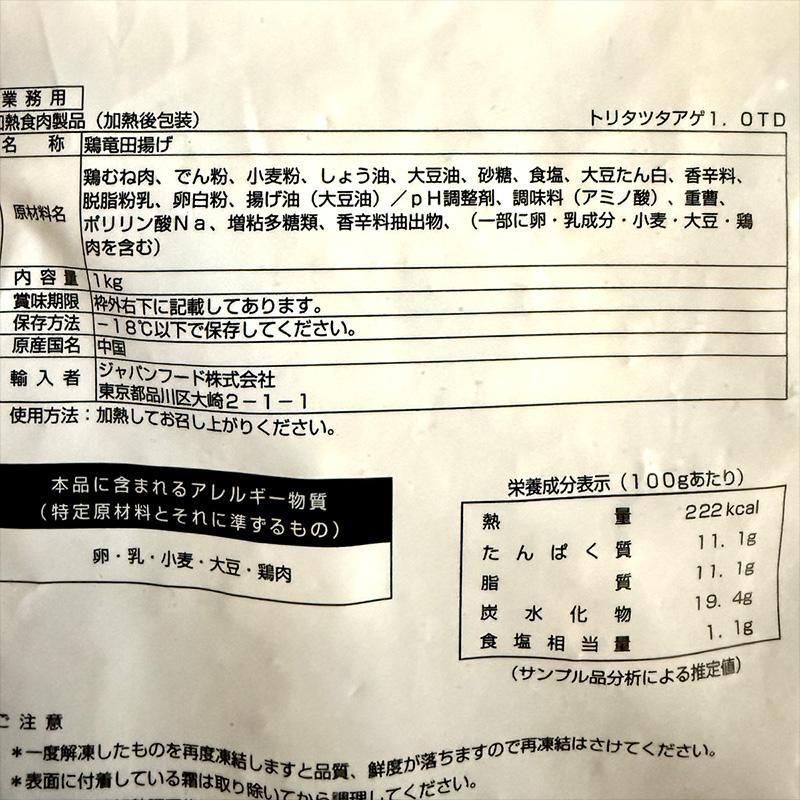 業務用
加熱食肉製品（加熱後包装）　トリタツタアゲ1.0TD
名称　鶏竜田揚げ
原材料名　鶏むね肉、でん粉、小麦粉、しょう油、大豆油、砂糖、食塩、大豆たん白、香辛料、
脱脂粉乳、卵白粉、揚げ油（大豆油）／pH調整剤、調味料（アミノ酸）、重曹、
ポリリン酸Na、増粘多糖類、香辛料抽出物、（一部に卵・乳成分・小麦・大豆・鶏
肉を含む）
内容量　1kg
賞味期限　枠外右下に記載してあります。
保存方法　−18℃以下で保存してください。
原産国名　中国
輸入者　ジャパンフード株式会社
東京都品川区大崎2−1−1
使用方法：加熱してお召し上がりください。
本品に含まれるアレルギー物質
（特定原材料とそれに準ずるもの）
卵・乳・小麦・大豆・鶏肉
栄養成分表示（100gあたり）
熱量　222kcal
たんぱく質　11.1g
脂質　11.1g
炭水化物　19.4g
食塩相当量　1.1g
（サンプル品分析による推定値）
ご注意
＊一度解凍したものを再度凍結しますと品質、鮮度が落ちますので再凍結はさけてください。
＊表面に付着している霜は取り除いてから調理してください。